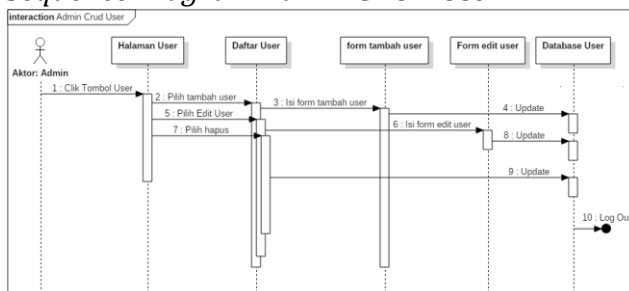 interaction Admin Crud User
Halaman User
Daftar User
form tambah user
Form edit user
Database User
Aktor: Admin
1 : Clik Tombol User
2 : Pilih tambah user
3 : Isi form tambah user
4 : Update
5 : Pilih Edit User
6 : Isi form edit user
7 : Pilih hapus
8 : Update
9 : Update
10 : Log Ou